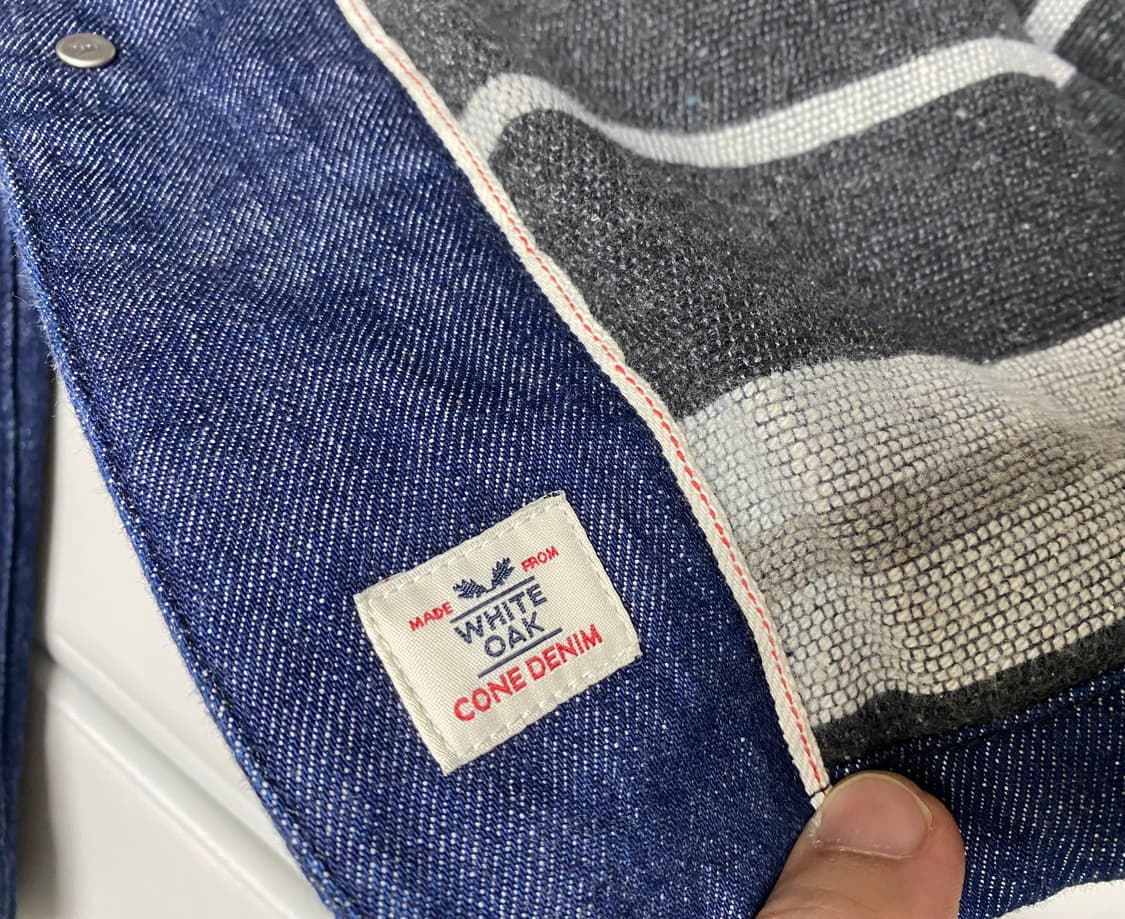 MADE FROM
WHITE
OAK
CONE DENIM